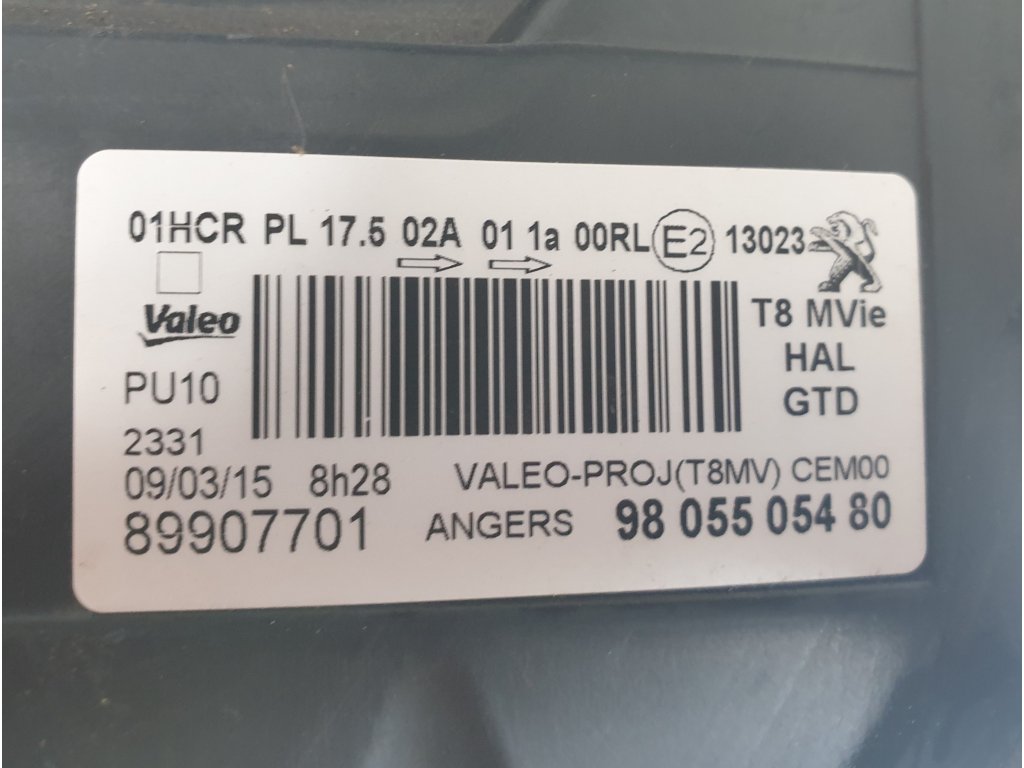 01HCR PL 17.5 02A 01 1a 00RL E2 13023
Valeo
T8 MVie
HAL
PU10
GTD
2331
09/03/15 8h28 VALEO-PROJ(T8MV) CEM00
89907701 ANGERS 98 055 054 80